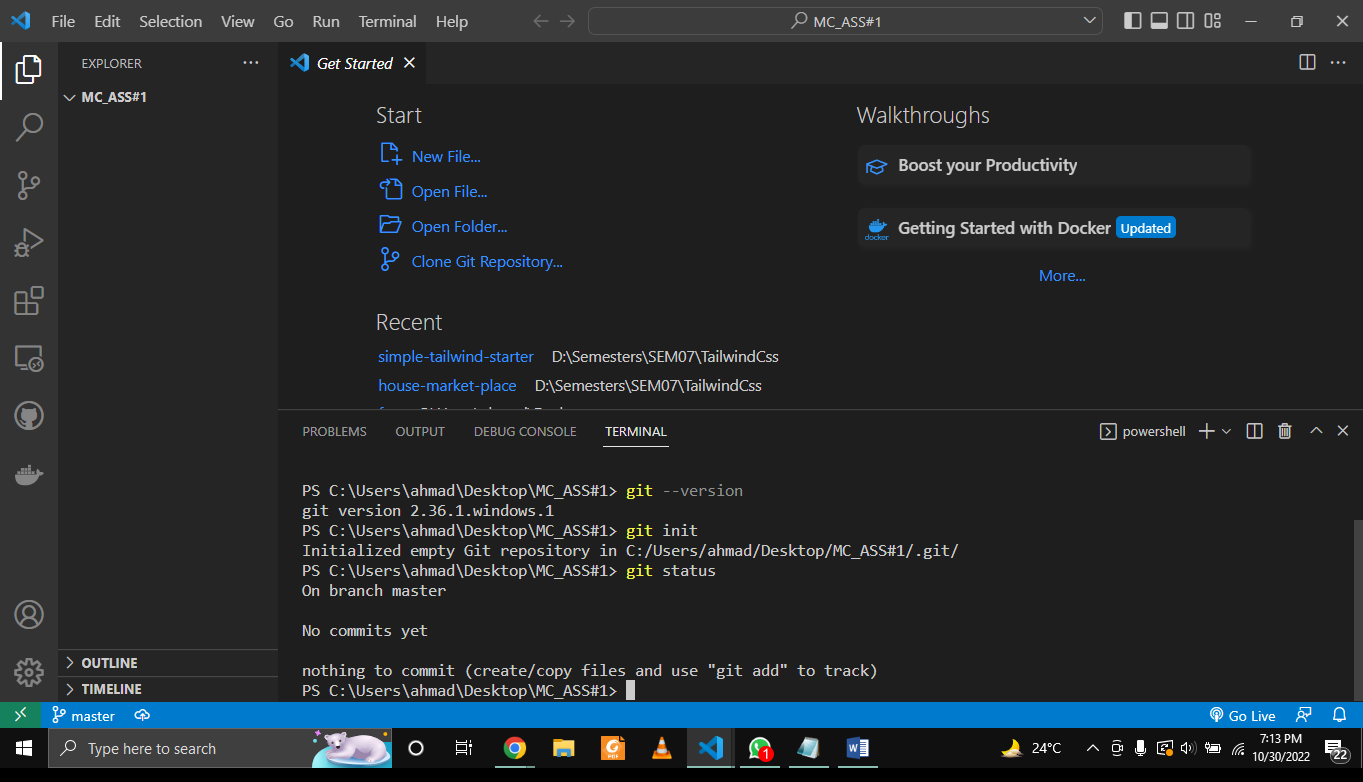 File Edit Selection View Go Run Terminal Help MC_ASS#1
EXPLORER
MC_ASS#1
Get Started
Start
New File...
Open File...
Open Folder...
Clone Git Repository...
Recent
simple-tailwind-starter D:\Semesters\SEM07\TailwindCss
house-market-place D:\Semesters\SEM07\TailwindCss
Walkthroughs
Boost your Productivity
docker
Getting Started with Docker Updated
More...
PROBLEMS OUTPUT DEBUG CONSOLE TERMINAL powershell
PS C:\Users\ahmad\Desktop\MC_ASS#1> git --version
git version 2.36.1.windows.1
PS C:\Users\ahmad\Desktop\MC_ASS#1> git init
Initialized empty Git repository in C:/Users/ahmad/Desktop/MC_ASS#1/.git/
PS C:\Users\ahmad\Desktop\MC_ASS#1> git status
On branch master
No commits yet
nothing to commit (create/copy files and use "git add" to track)
PS C:\Users\ahmad\Desktop\MC_ASS#1>
OUTLINE
TIMELINE
master Go Live
Type here to search
PDF
1
24°C
7:13 PM
10/30/2022
22